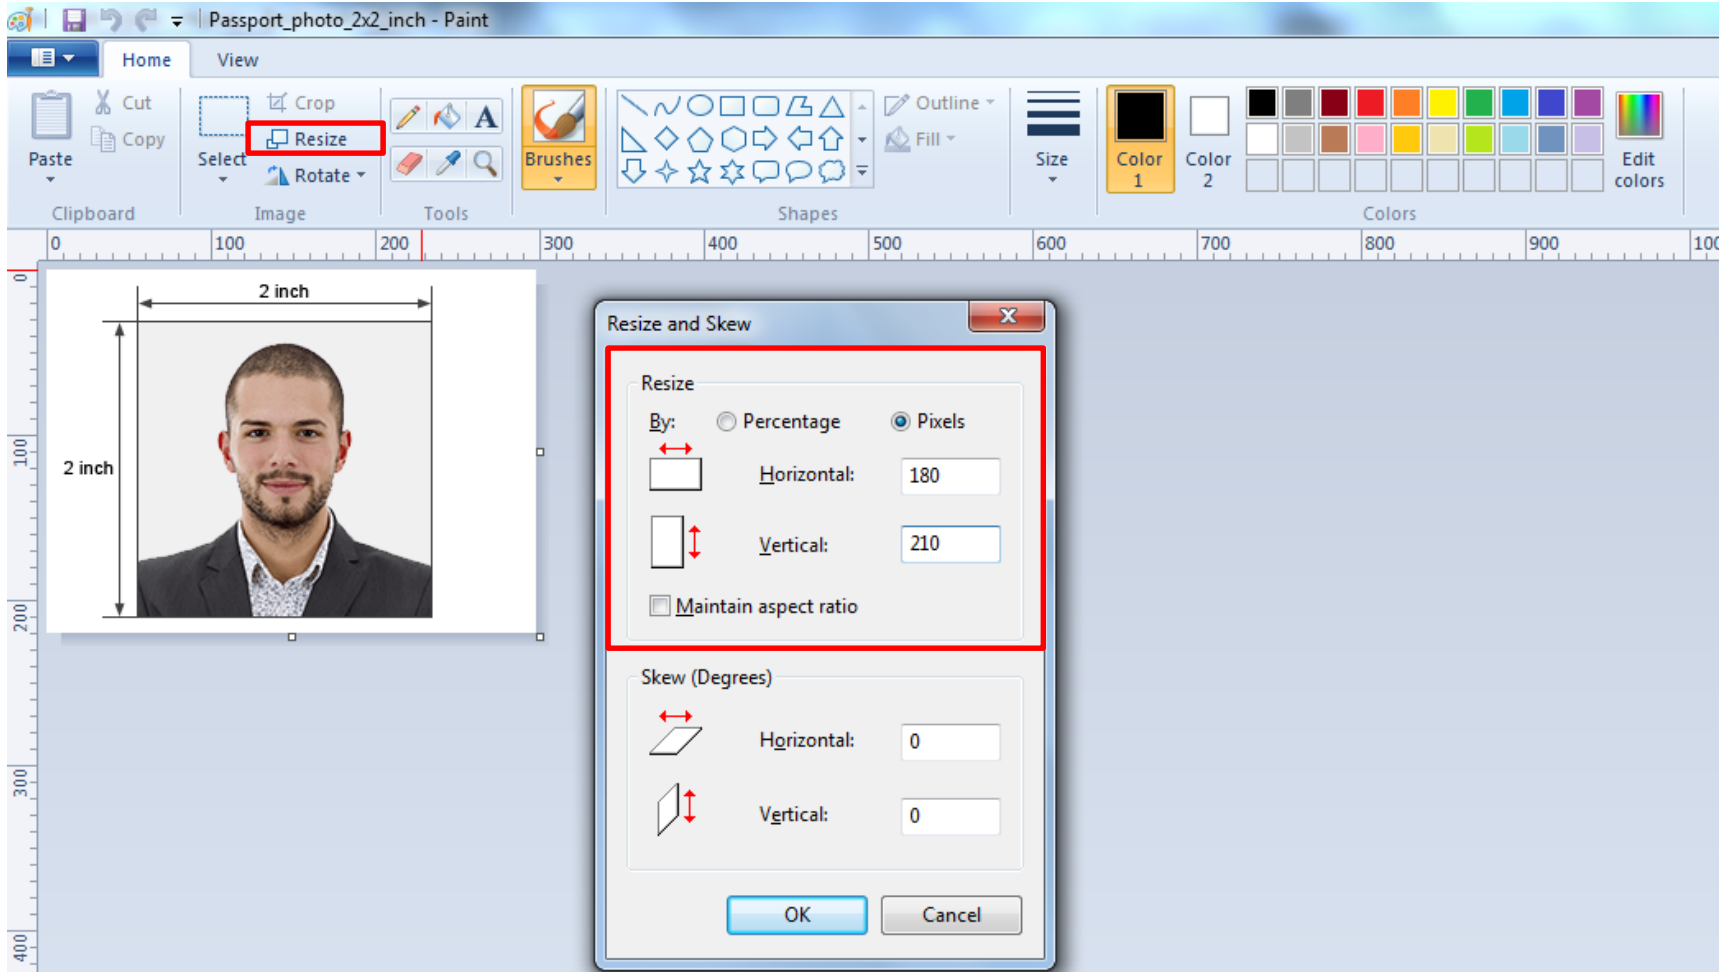 Passport_photo_2x2_inch - Paint
Home View
Cut
Copy
Paste
Clipboard
Crop
Resize
Rotate
Select
Image
A
Tools
Brushes
Shapes
Outline
Fill
Size
Color 1
Color 2
Edit colors
Colors
0 100 200 300 400 500 600 700 800 900 100
0
100
200
300
400
2 inch
2 inch
Resize and Skew
Resize
By: Percentage Pixels
Horizontal: 180
Vertical: 210
Maintain aspect ratio
Skew (Degrees)
Horizontal: 0
Vertical: 0
OK Cancel